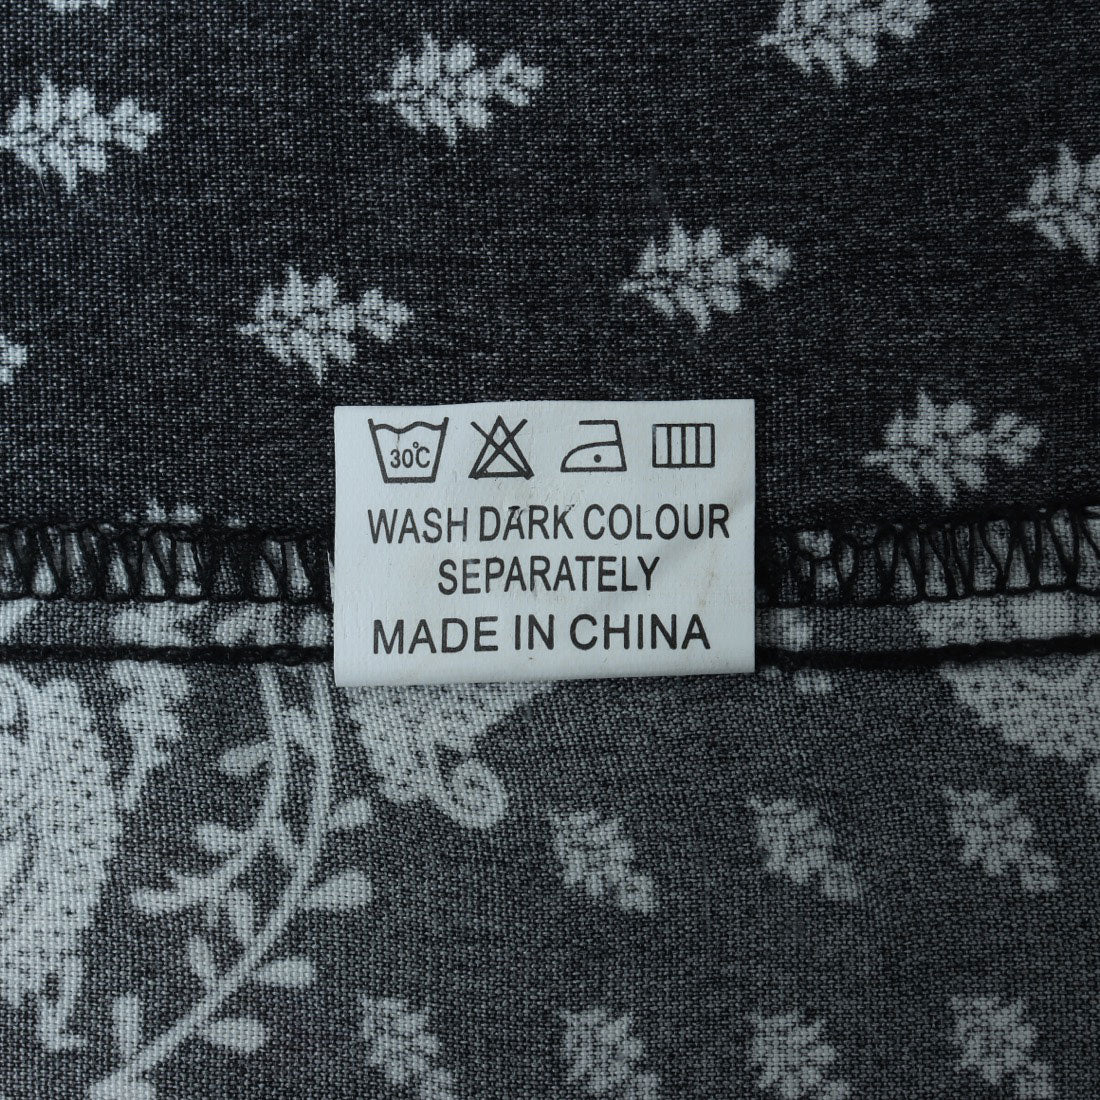 30°C
WASH DARK COLOUR
SEPARATELY
MADE IN CHINA